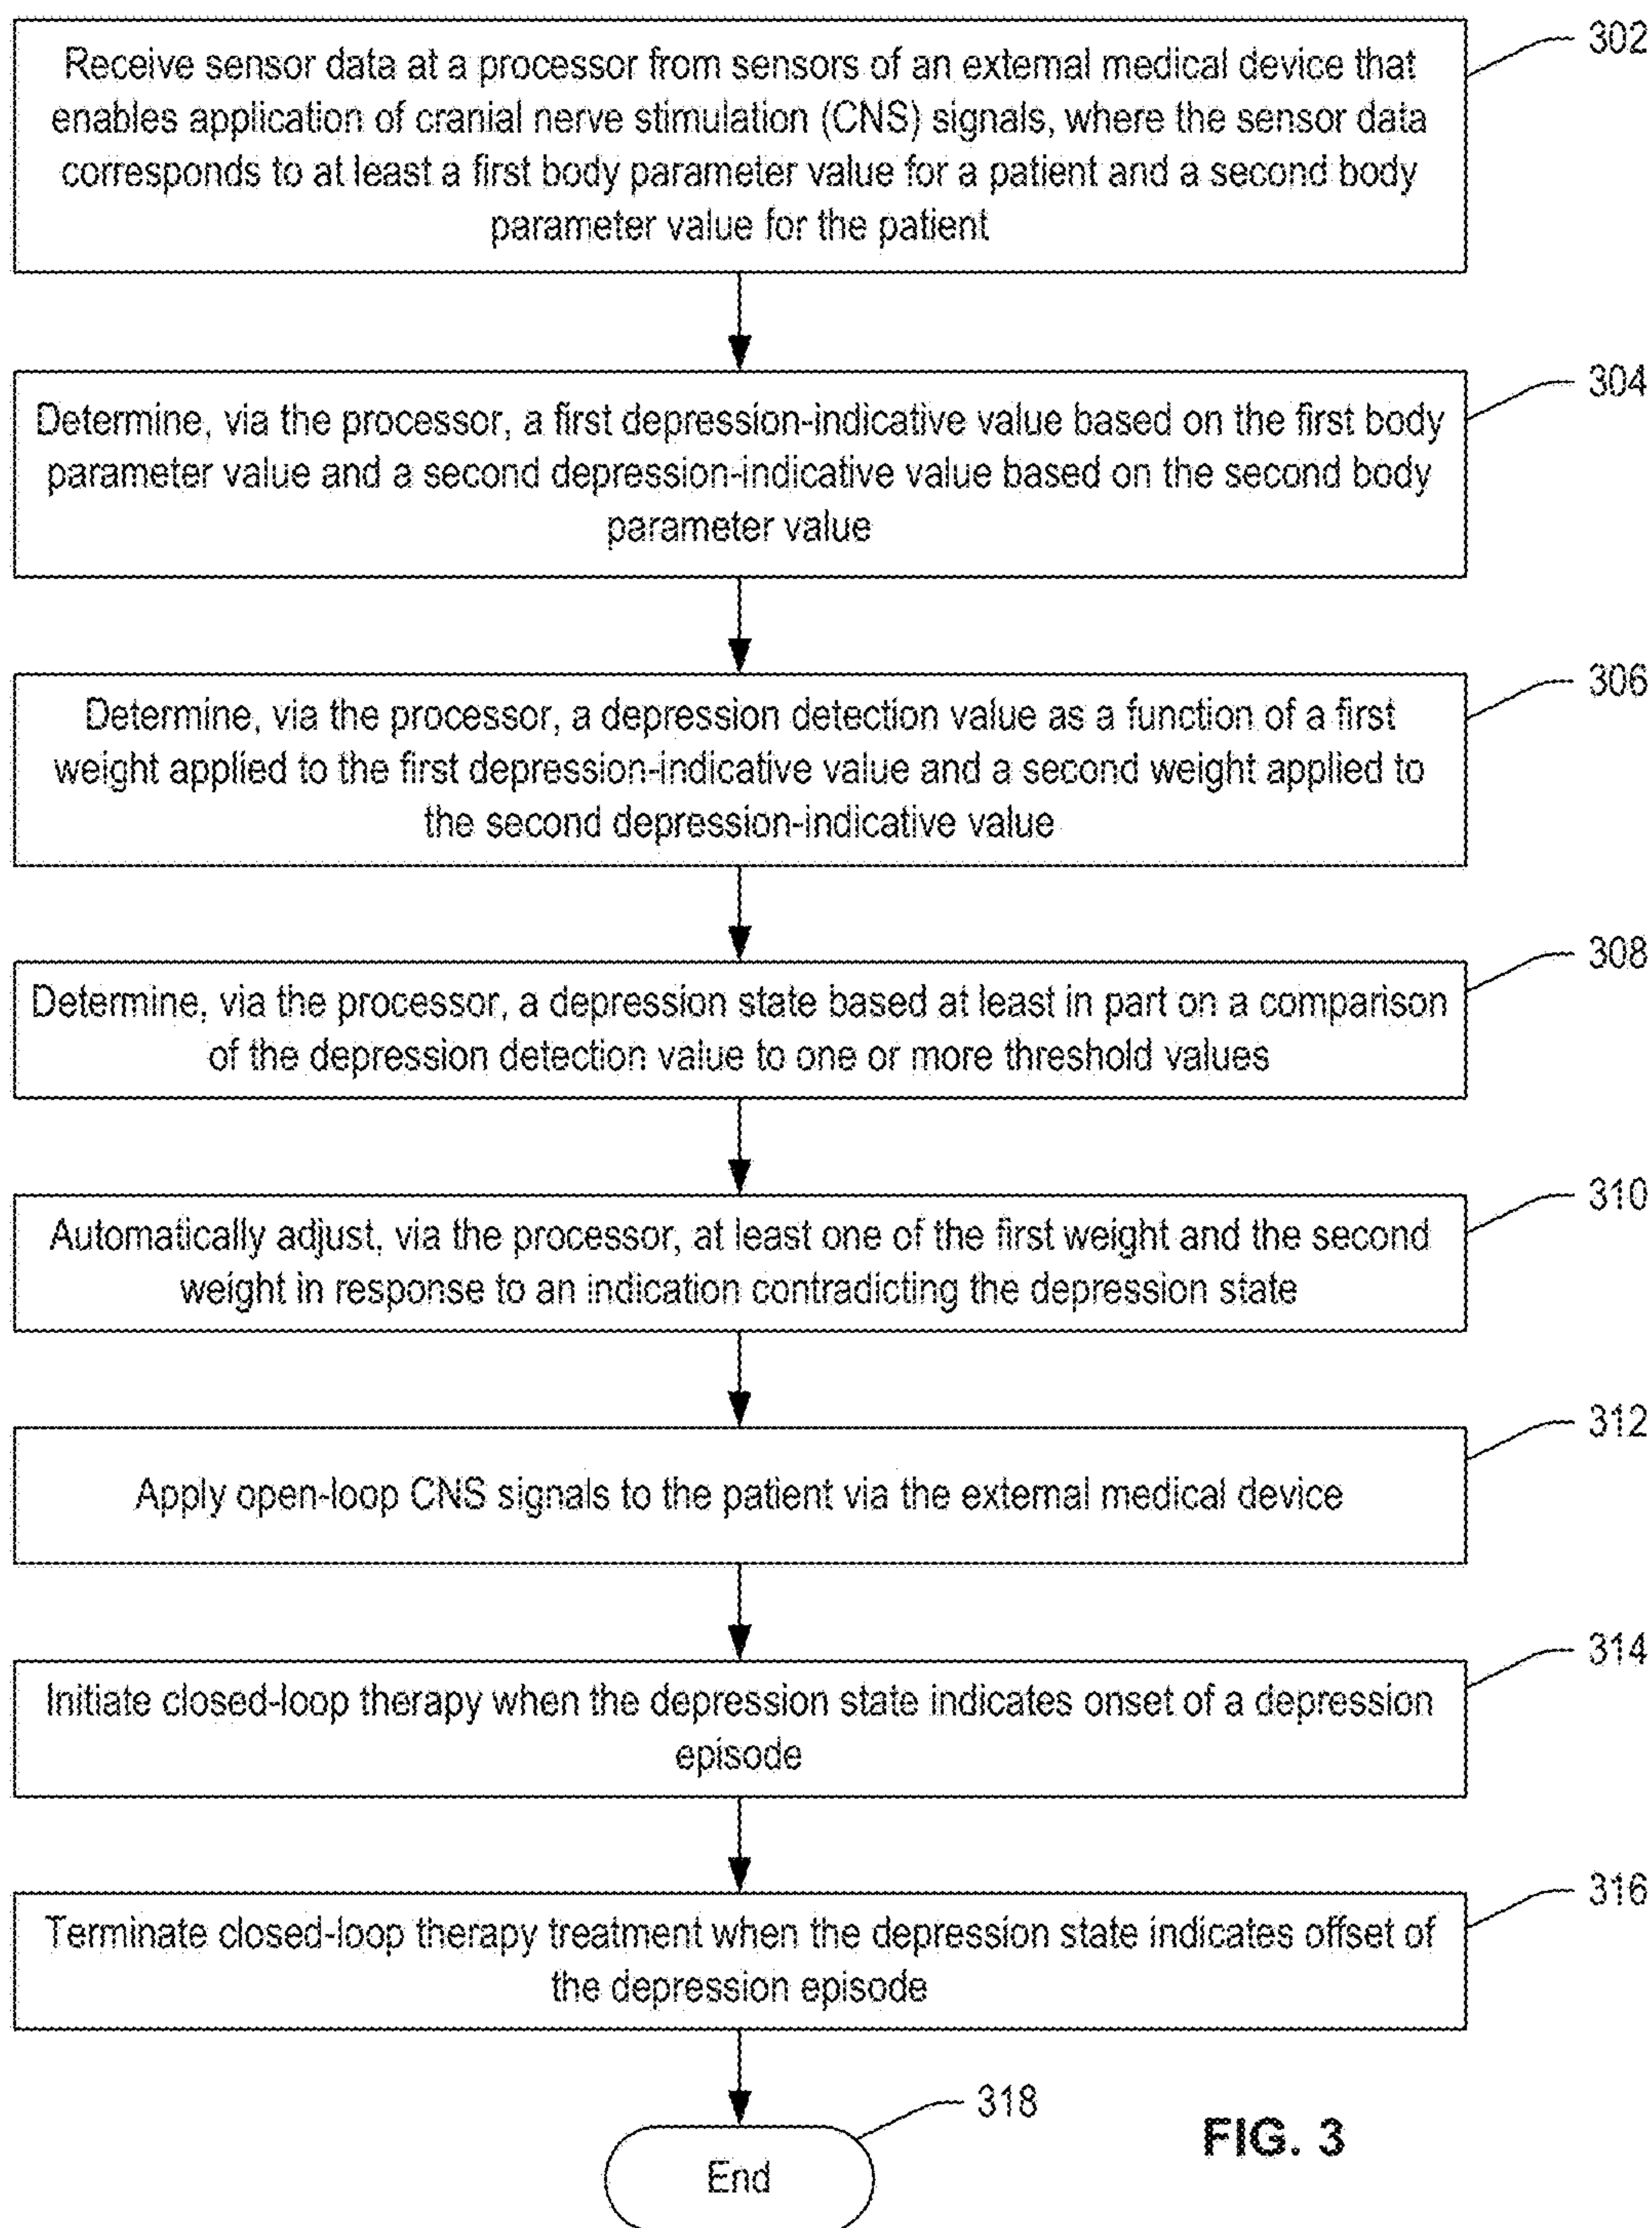 302
Receive sensor data at a processor from sensors of an external medical device that
enables application of cranial nerve stimulation (CNS) signals, where the sensor data
corresponds to at least a first body parameter value for a patient and a second body
parameter value for the patient
304
Determine, via the processor, a first depression-indicative value based on the first body
parameter value and a second depression-indicative value based on the second body
parameter value
306
Determine, via the processor, a depression detection value as a function of a first
weight applied to the first depression-indicative value and a second weight applied to
the second depression-indicative value
308
Determine, via the processor, a depression state based at least in part on a comparison
of the depression detection value to one or more threshold values
310
Automatically adjust, via the processor, at least one of the first weight and the second
weight in response to an indication contradicting the depression state
312
Apply open-loop CNS signals to the patient via the external medical device
314
Initiate closed-loop therapy when the depression state indicates onset of a depression
episode
316
Terminate closed-loop therapy treatment when the depression state indicates offset of
the depression episode
318
End
FIG. 3